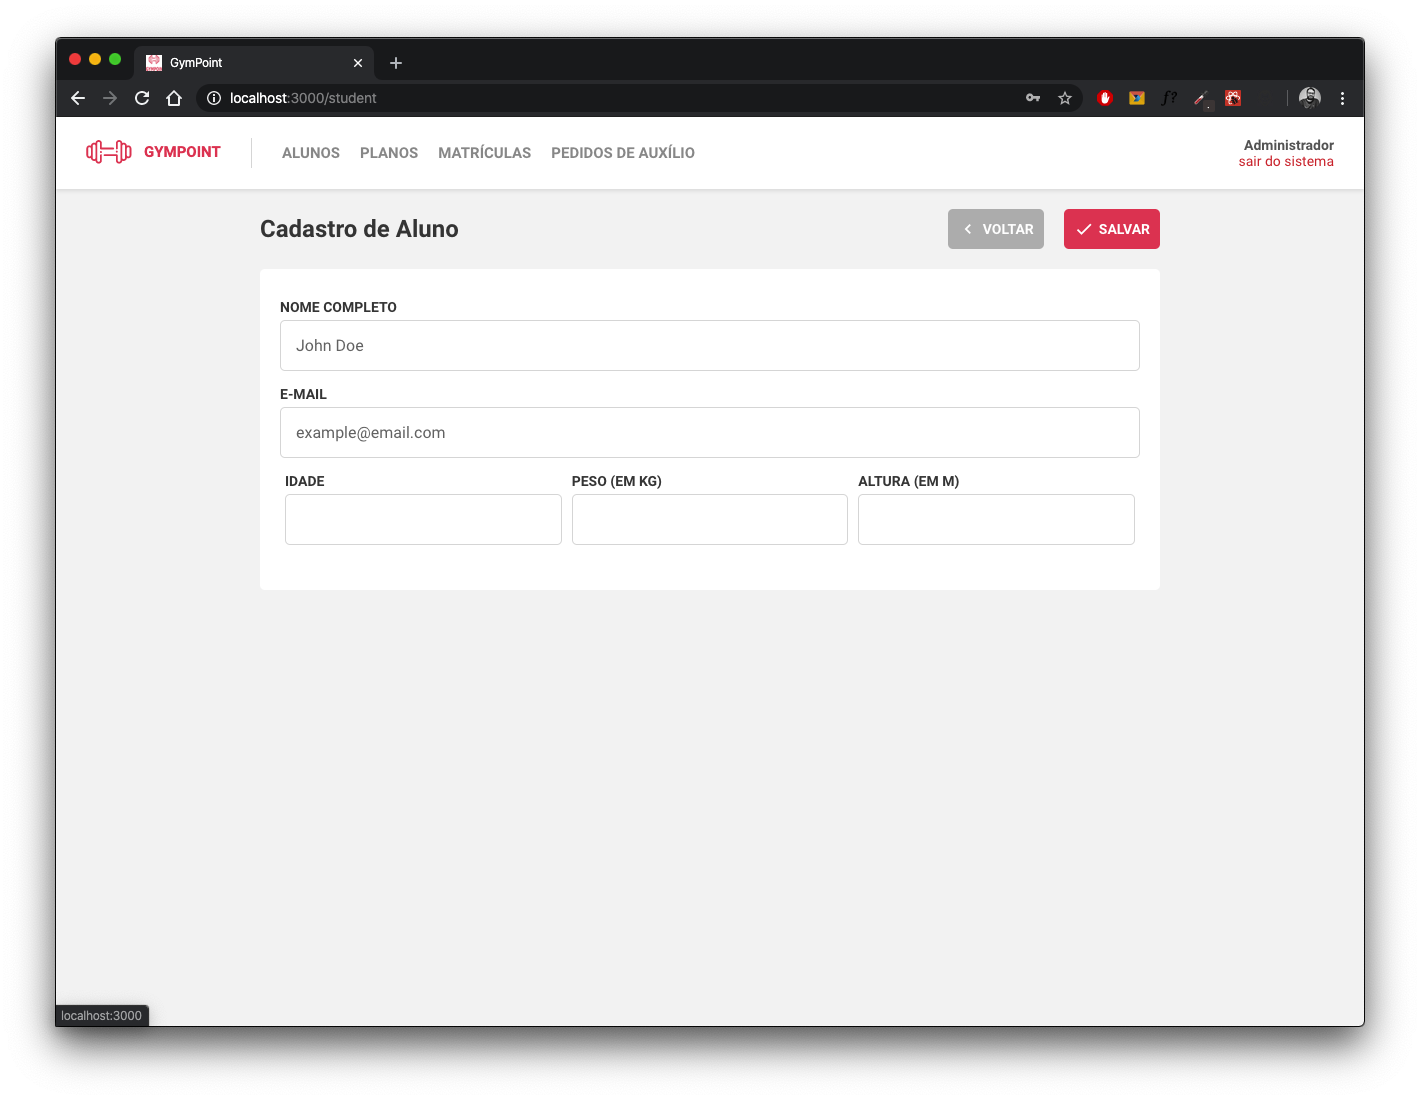 GymPoint
localhost:3000/student
f?
GYMPOINT
ALUNOS PLANOS MATRÍCULAS PEDIDOS DE AUXÍLIO
Administrador
sair do sistema
Cadastro de Aluno
VOLTAR
SALVAR
NOME COMPLETO
John Doe
E-MAIL
example@email.com
IDADE PESO (EM KG) ALTURA (EM M)
localhost:3000